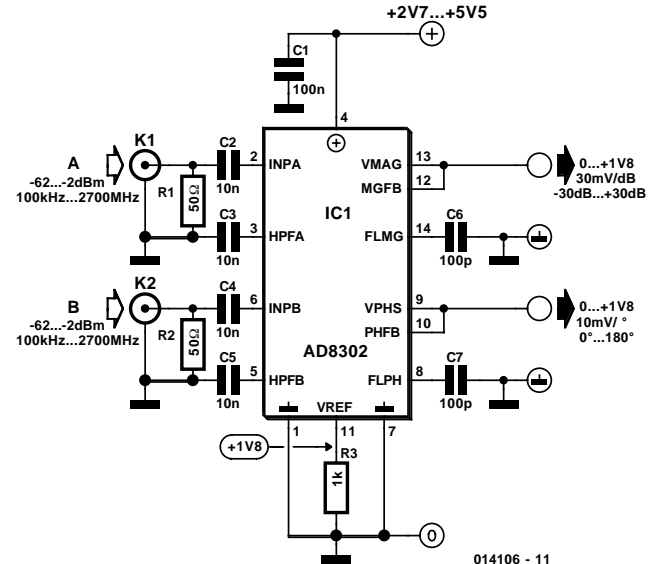 +2V7...+5V5
C1
100n
4
K1
A
-62...-2dBm
100kHz...2700MHz
R1
50Ω
C2
10n
2
INPA
VMAG
13
MGFB
12
0...+1V8
30mV/dB
-30dB...+30dB
IC1
C3
10n
3
HPFA
FLMG
14
C6
100p
K2
B
-62...-2dBm
100kHz...2700MHz
R2
50Ω
C4
10n
6
INPB
VPHS
9
PHFB
10
0...+1V8
10mV/ °
0°...180°
AD8302
C5
10n
5
HPFB
FLPH
8
C7
100p
VREF
1
11
7
+1V8
R3
1k
0
014106 - 11